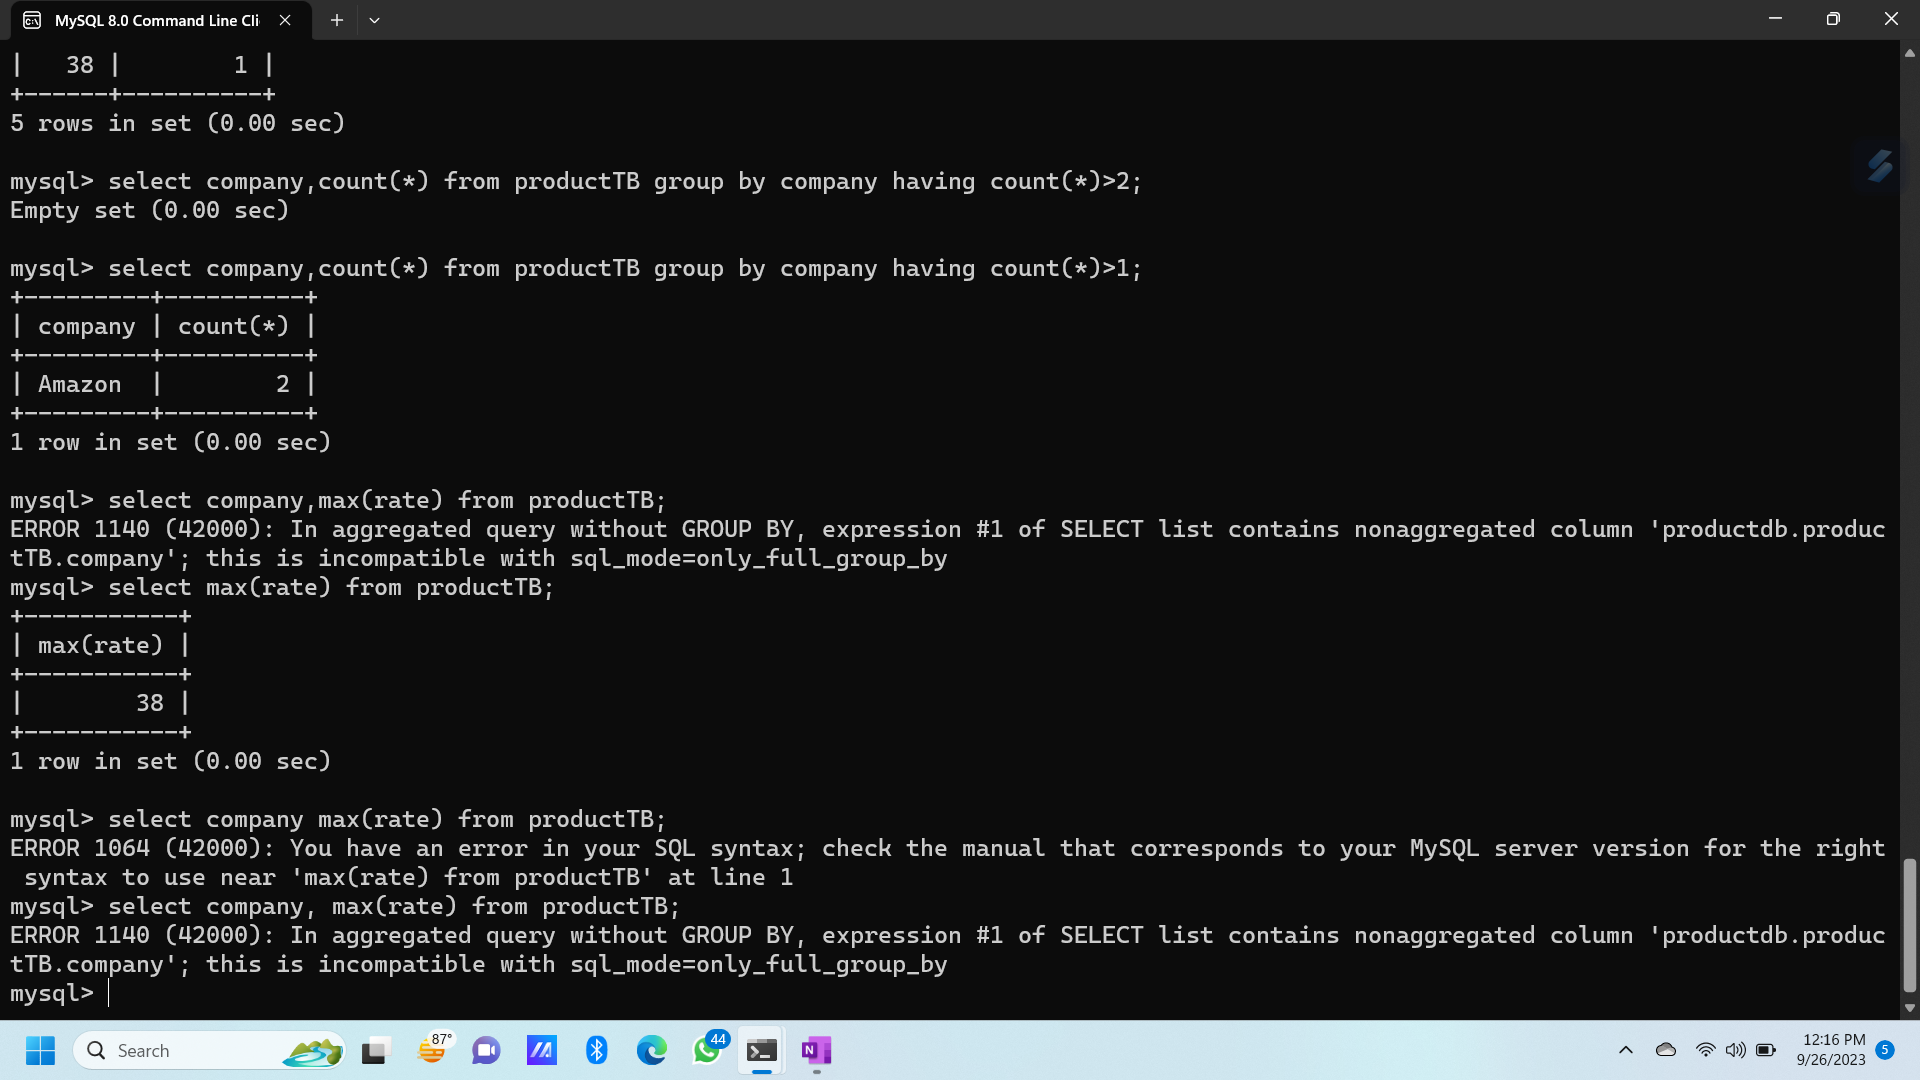 MySQL 8.0 Command Line Cli
|   38 |        1 |
+------+----------+
5 rows in set (0.00 sec)
mysql> select company,count(*) from productTB group by company having count(*)>2;
Empty set (0.00 sec)
mysql> select company,count(*) from productTB group by company having count(*)>1;
+---------+----------+
| company | count(*) |
+---------+----------+
| Amazon  |        2 |
+---------+----------+
1 row in set (0.00 sec)
mysql> select company,max(rate) from productTB;
ERROR 1140 (42000): In aggregated query without GROUP BY, expression #1 of SELECT list contains nonaggregated column 'productdb.produc
tTB.company'; this is incompatible with sql_mode=only_full_group_by
mysql> select max(rate) from productTB;
+-----------+
| max(rate) |
+-----------+
|        38 |
+-----------+
1 row in set (0.00 sec)
mysql> select company max(rate) from productTB;
ERROR 1064 (42000): You have an error in your SQL syntax; check the manual that corresponds to your MySQL server version for the right
 syntax to use near 'max(rate) from productTB' at line 1
mysql> select company, max(rate) from productTB;
ERROR 1140 (42000): In aggregated query without GROUP BY, expression #1 of SELECT list contains nonaggregated column 'productdb.produc
tTB.company'; this is incompatible with sql_mode=only_full_group_by
mysql>
Search
87°
44
N
12:16 PM
9/26/2023
5